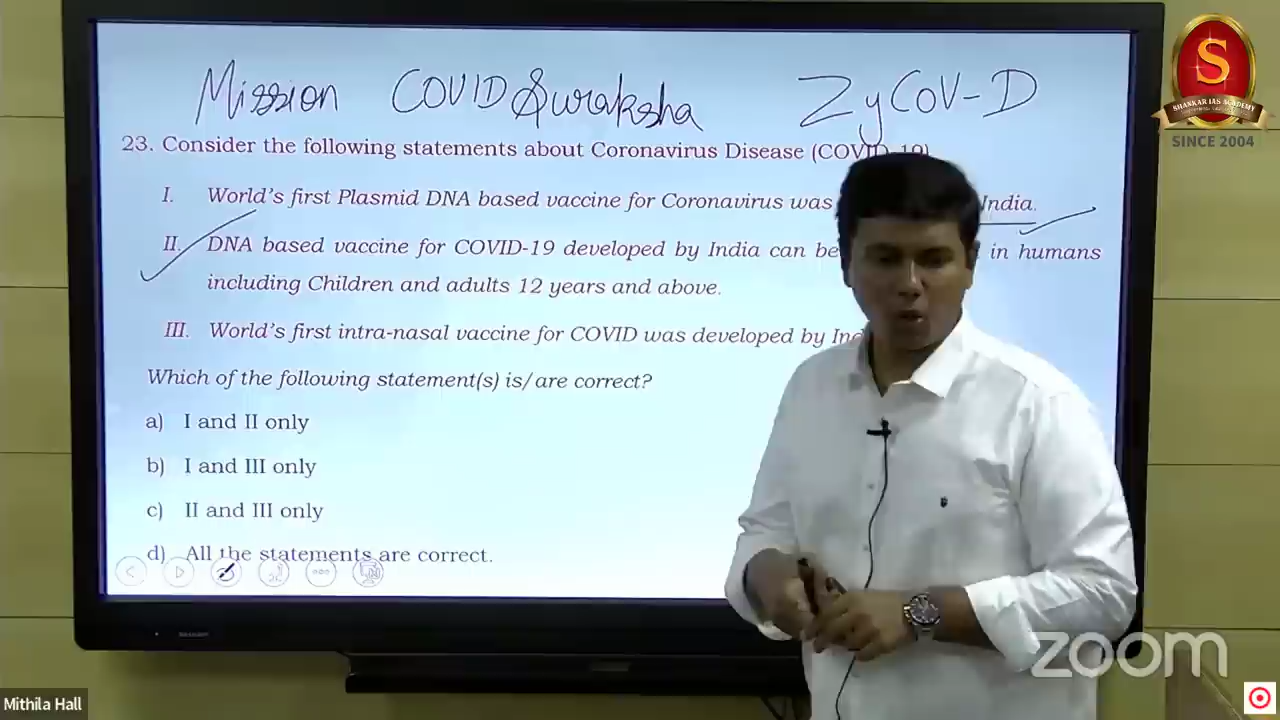 Mission COVID Suraksha ZyCoV-D
23. Consider the following statements about Coronavirus Disease (COVID-19)
I. World's first Plasmid DNA based vaccine for Coronavirus was India.
II. DNA based vaccine for COVID-19 developed by India can be in humans
including Children and adults 12 years and above.
III. World's first intra-nasal vaccine for COVID was developed by
Which of the following statement(s) is/are correct?
a) I and II only
b) I and III only
c) II and III only
d) All the statements are correct.
S
SHANKAR IAS ACADEMY
SINCE 2004
zoom
Mithila Hall